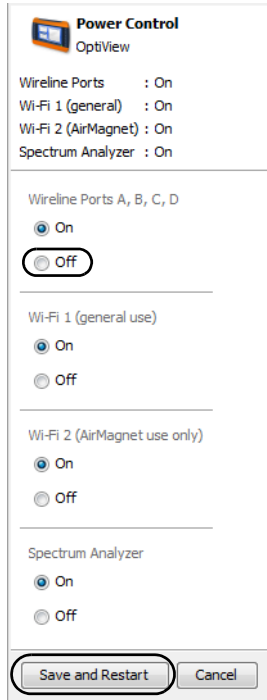 Power Control
OptiView
Wireline Ports : On
Wi-Fi 1 (general) : On
Wi-Fi 2 (AirMagnet) : On
Spectrum Analyzer : On
Wireline Ports A, B, C, D
On
Off
Wi-Fi 1 (general use)
On
Off
Wi-Fi 2 (AirMagnet use only)
On
Off
Spectrum Analyzer
On
Off
Save and Restart Cancel